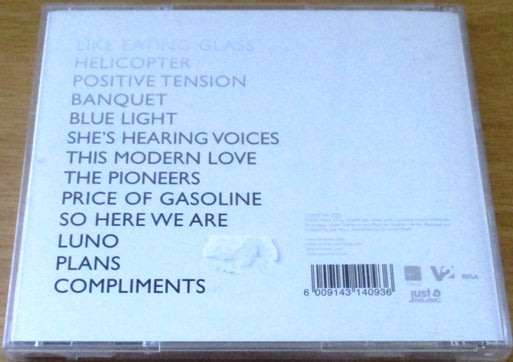 LIKE EATING GLASS
HELICOPTER
POSITIVE TENSION
BANQUET
BLUE LIGHT
SHE'S HEARING VOICES
THIS MODERN LOVE
THE PIONEERS
PRICE OF GASOLINE
SO HERE WE ARE
LUNO
PLANS
COMPLIMENTS
V2
just
music
6 009143 140936